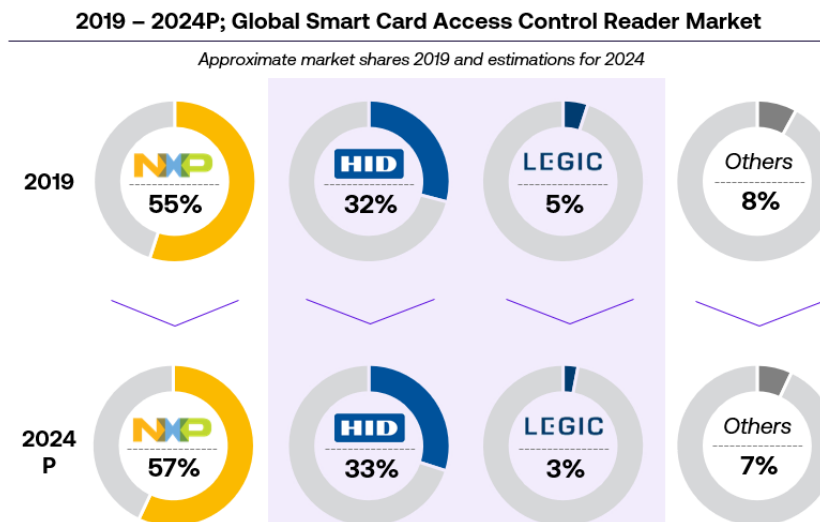 2019 – 2024P; Global Smart Card Access Control Reader Market
Approximate market shares 2019 and estimations for 2024
2019
NXP
55%
HID
32%
LEGIC
5%
Others
8%
2024
P
NXP
57%
HID
33%
LEGIC
3%
Others
7%